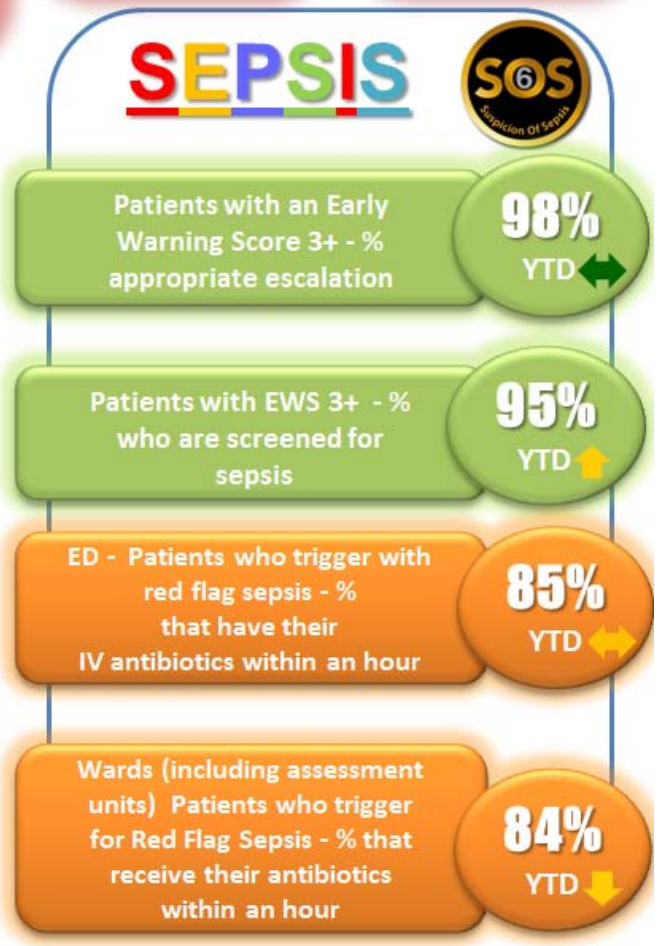 SEPSIS
SOS
6
Suspicion Of Sepsis
Patients with an Early
Warning Score 3+ - %
appropriate escalation
98%
YTD
Patients with EWS 3+ - %
who are screened for
sepsis
95%
YTD
ED - Patients who trigger with
red flag sepsis - %
that have their
IV antibiotics within an hour
85%
YTD
Wards (including assessment
units) Patients who trigger
for Red Flag Sepsis - % that
receive their antibiotics
within an hour
84%
YTD